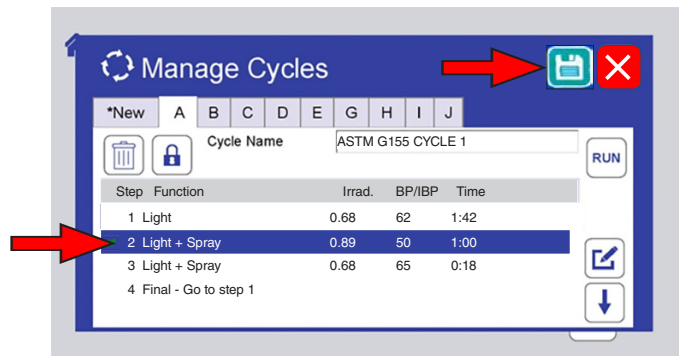 Manage Cycles
*New A B C D E G H I J
Cycle Name ASTM G155 CYCLE 1
RUN
Step Function Irrad. BP/IBP Time
1 Light 0.68 62 1:42
2 Light + Spray 0.89 50 1:00
3 Light + Spray 0.68 65 0:18
4 Final - Go to step 1